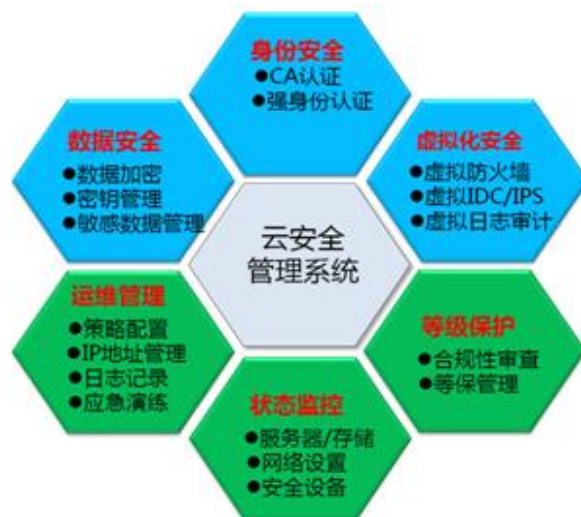 身份安全
●CA认证
●强身份认证
数据安全
●数据加密
●密钥管理
●敏感数据管理
虚拟化安全
●虚拟防火墙
●虚拟IDC/IPS
●虚拟日志审计
云安全
管理系统
运维管理
●策略配置
●IP地址管理
●日志记录
●应急演练
等级保护
●合规性审查
●等保管理
状态监控
●服务器/存储
●网络设置
●安全设备